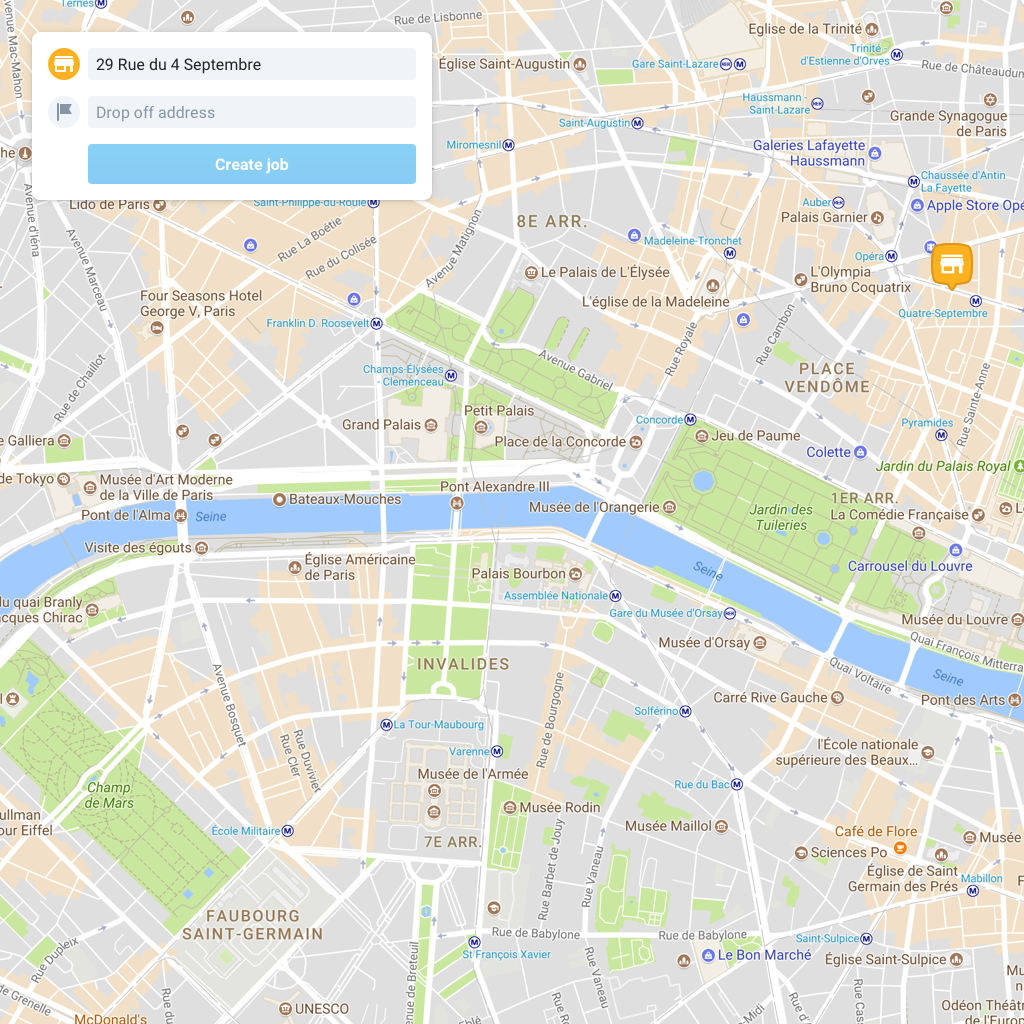 Ternes
Rue de Lisbonne
Eglise de la Trinité
Trinité -
d'Estienne d'Orves
Église Saint-Augustin
Gare Saint-Lazare
Rue de Châteaudun
29 Rue du 4 Septembre
Drop off address
Create job
Avenue Mac-Mahon
Haussmann -
Saint-Lazare
Grande Synagogue
de Paris
Saint-Augustin
Miromesnil
Galeries Lafayette
Haussmann
Chaussée d'Antin
La Fayette
Avenue d'Iéna
Lido de Paris
Saint-Philippe-du-Roule
Auber
Apple Store Opé
Palais Garnier
8E ARR.
Rue La Boétie
Rue du Colisée
Avenue Matignon
Avenue Marceau
Madeleine-Tronchet
Opéra
Le Palais de L'Élysée
L'Olympia
Bruno Coquatrix
Four Seasons Hotel
George V, Paris
L'église de la Madeleine
Franklin D. Roosevelt
Quatre-Septembre
Rue Royale
Rue Cambon
Avenue Gabriel
Rue de Chaillot
Champs-Élysées
- Clemenceau
PLACE
VENDÔME
Rue Sainte-Anne
Petit Palais
Grand Palais
Concorde
Pyramides
Jeu de Paume
Place de la Concorde
e Galliera
Colette
Jardin du Palais Royal
de Tokyo
Musée d'Art Moderne
de la Ville de Paris
Pont Alexandre III
Bateaux-Mouches
1ER ARR.
Musée de l'Orangerie
Jardin des
Tuileries
La Comédie Française
Pont de l'Alma
Seine
Visite des égouts
Église Américaine
de Paris
Palais Bourbon
Seine
Carrousel du Louvre
Assemblée Nationale
du quai Branly
acques Chirac
Gare du Musée d'Orsay
Musée du Louvre
Musée d'Orsay
Quai François Mitterra
INVALIDES
Quai Voltaire
Seine
Avenue Bosquet
Rue de Bourgogne
Carré Rive Gauche
Pont des Arts
Solférino
La Tour-Maubourg
Rue Cler
Rue Duvivier
Varenne
l'École nationale
supérieure des Beaux...
Musée de l'Armée
Rue du Bac
Champ
de Mars
Musée Rodin
ullman
our Eiffel
École Militaire
Musée Maillol
Café de Flore
Musée
7E ARR.
Sciences Po
Rue Barbet de Jouy
Rue Vaneau
Église de Saint
Germain des Prés
Mabillon
FAUBOURG
SAINT-GERMAIN
Rue de Babylone
Rue de Babylone
Saint-Sulpice
Rue Dupleix
St François Xavier
Le Bon Marché
Église Saint-Sulpice
Rue Vaneau
Avenue de Breteuil
de Grenelle
UNESCO
McDonald's
Odéon Théâtr
de l'Europ